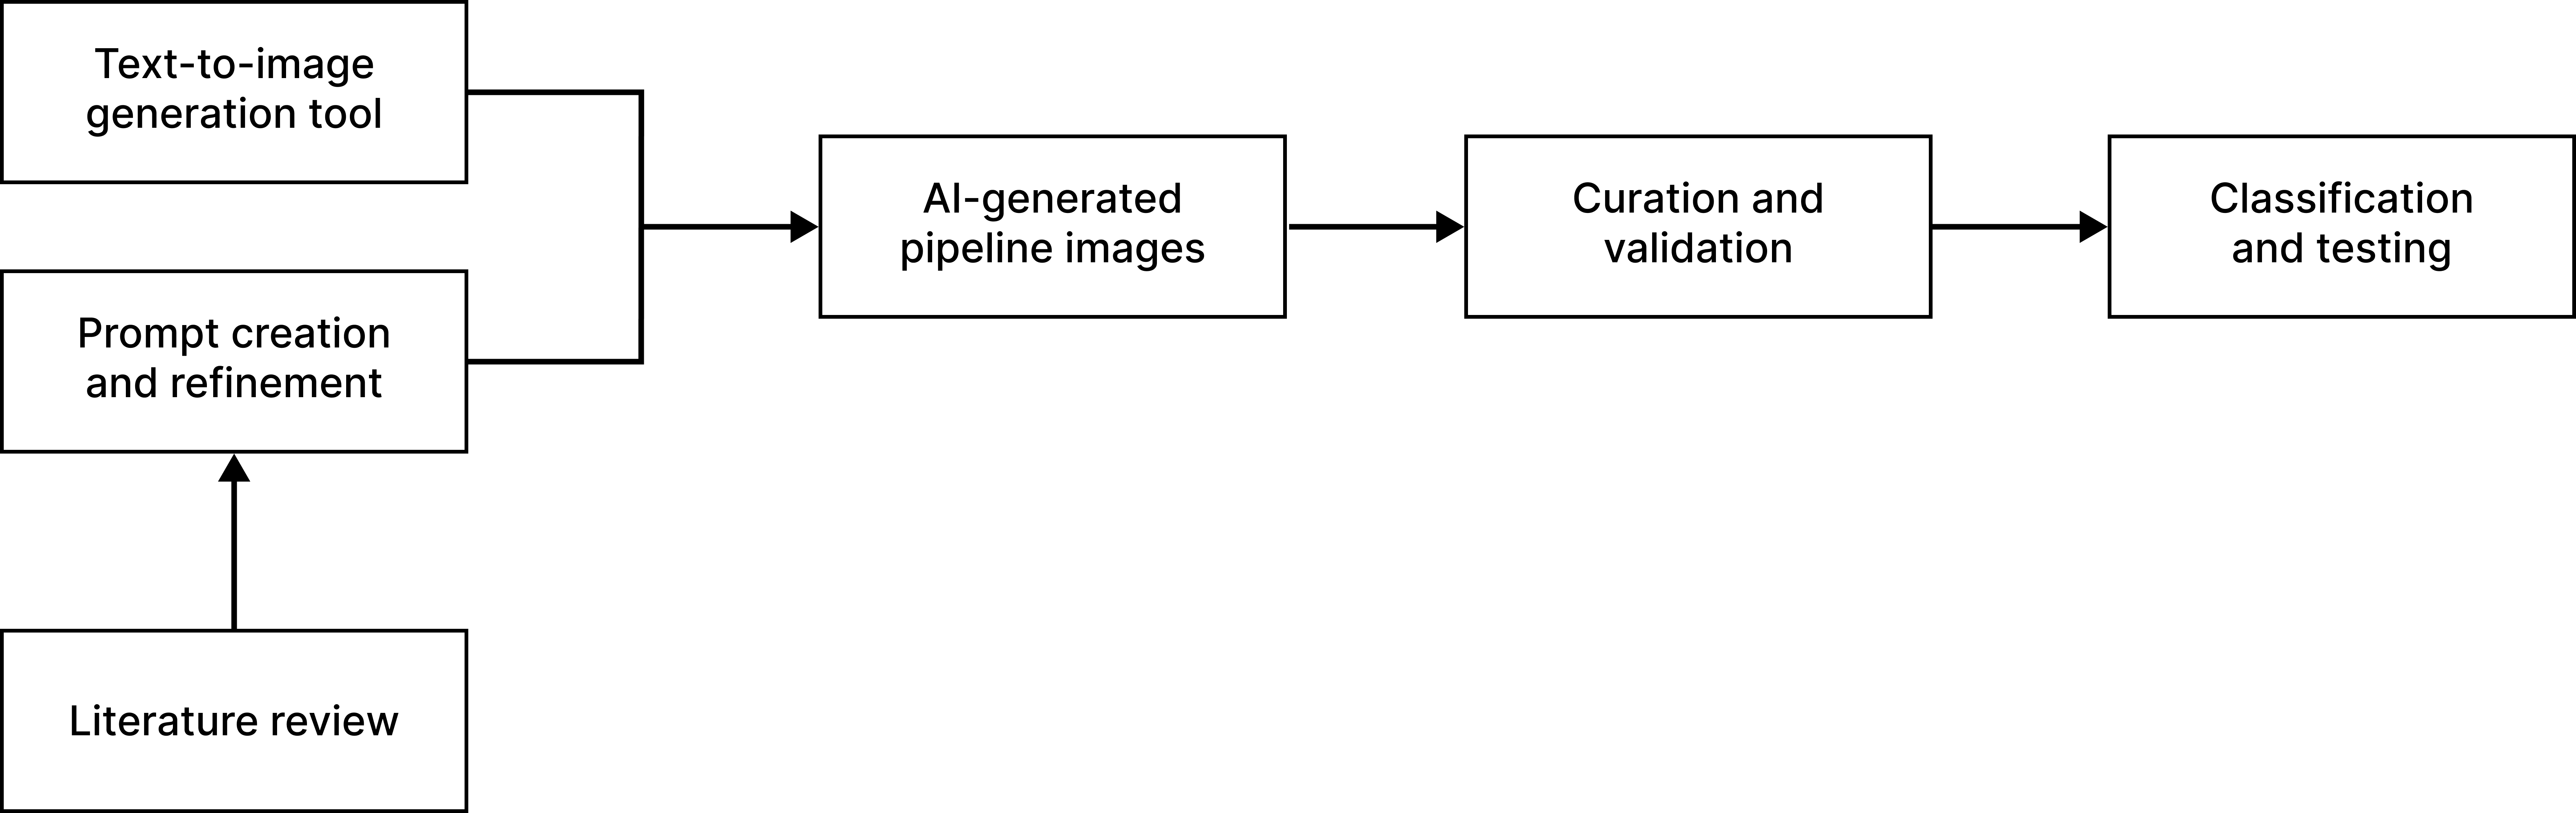 Text-to-image
generation tool
Prompt creation
and refinement
Literature review
AI-generated
pipeline images
Curation and
validation
Classification
and testing